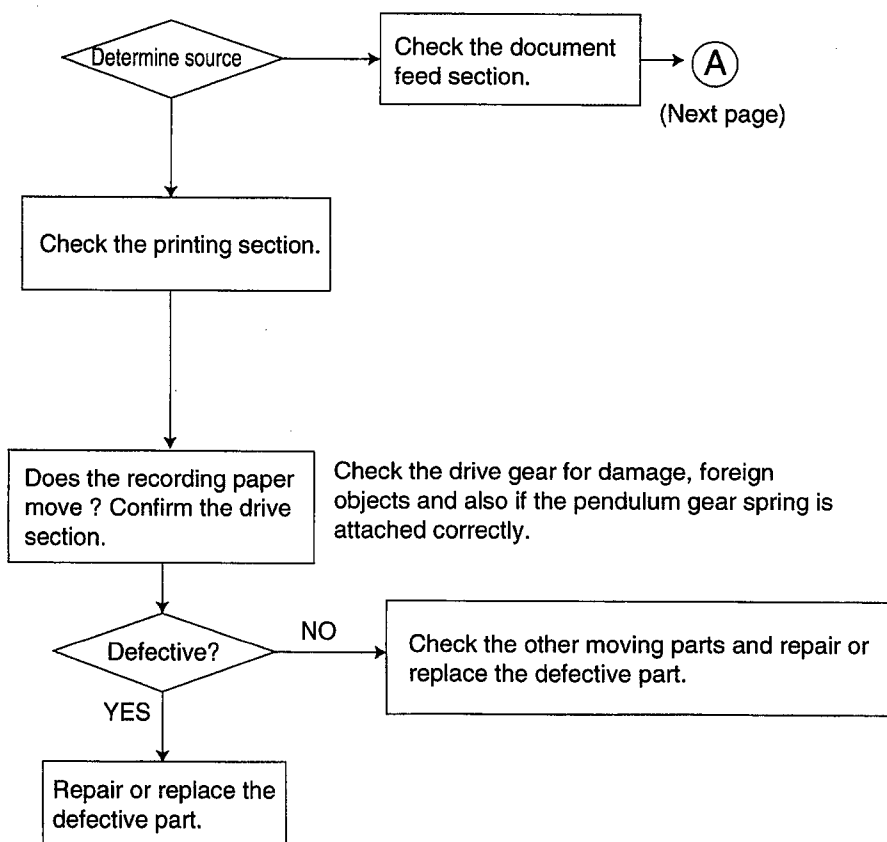 Determine source
Check the document
feed section.
A
(Next page)
Check the printing section.
Does the recording paper
move ? Confirm the drive
section.
Check the drive gear for damage, foreign
objects and also if the pendulum gear spring is
attached correctly.
Defective?
NO
Check the other moving parts and repair or
replace the defective part.
YES
Repair or replace the
defective part.